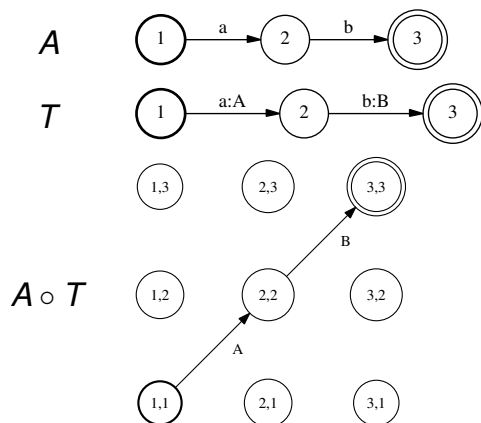 A 1 a 2 b 3
T 1 a:A 2 b:B 3
1,3 2,3 3,3
B
A ∘ T 1,2 2,2 3,2
A
1,1 2,1 3,1